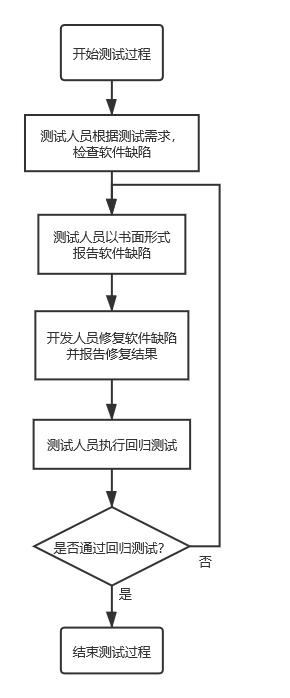 开始测试过程
测试人员根据测试需求，
检查软件缺陷
测试人员以书面形式
报告软件缺陷
开发人员修复软件缺陷
并报告修复结果
测试人员执行回归测试
是否通过回归测试?
否
是
结束测试过程